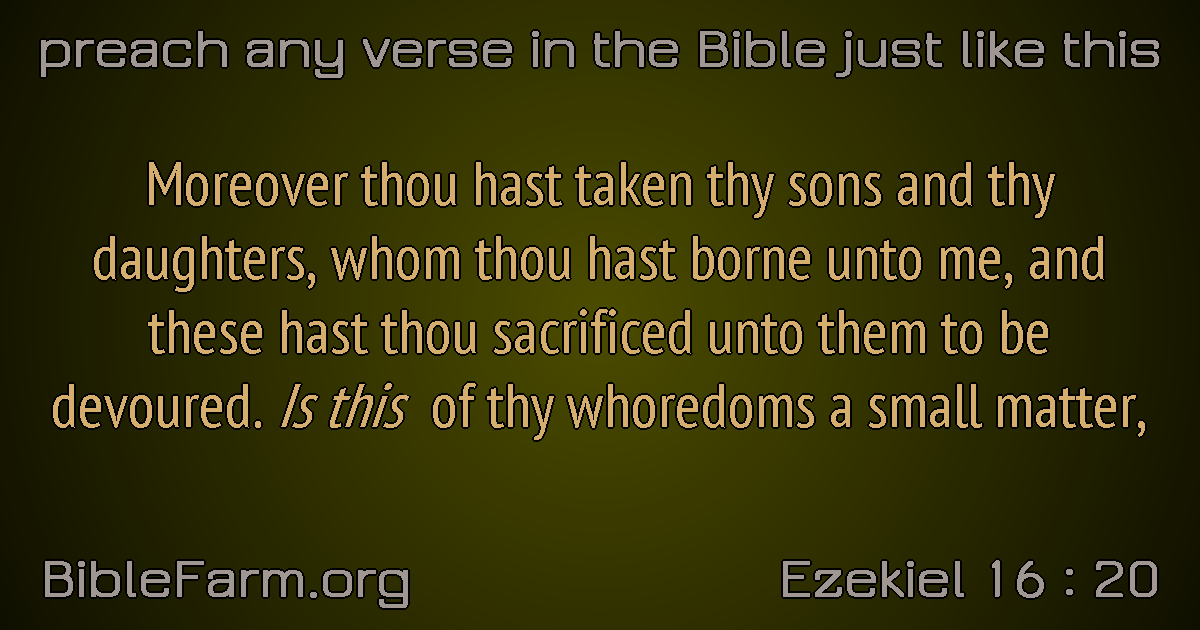 preach any verse in the Bible just like this
Moreover thou hast taken thy sons and thy
daughters, whom thou hast borne unto me, and
these hast thou sacrificed unto them to be
devoured. Is this of thy whoredoms a small matter,
BibleFarm.org
Ezekiel 16 : 20